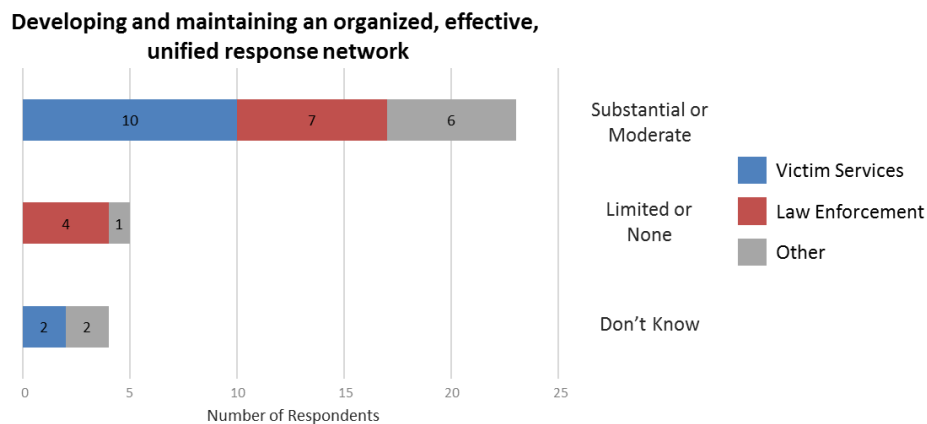 Developing and maintaining an organized, effective,
unified response network
10
7
6
Substantial or
Moderate
4
1
Limited or
None
2
2
Don’t Know
0
5
10
15
20
25
Number of Respondents
Victim Services
Law Enforcement
Other